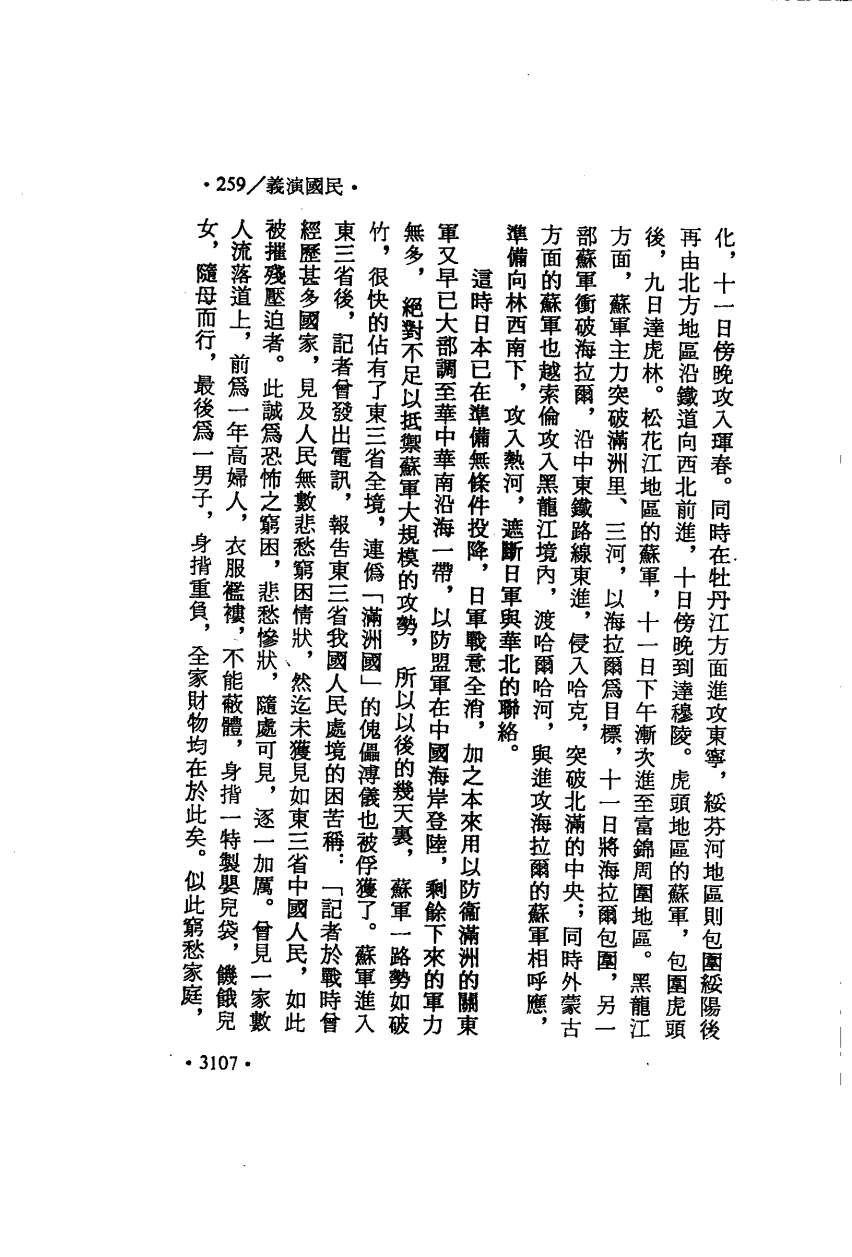 ・259／義演國民・
化，十一日傍晚攻入琿春。同時在牡丹江方面進攻東寧，綏芬河地區則包圍綏陽後
再由北方地區沿鐵道向西北前進，十日傍晚到達穆陵。虎頭地區的蘇軍，包圍虎頭
後，九日達虎林。松花江地區的蘇軍，十一日下午漸次進至富錦周圍地區。黑龍江
方面，蘇軍主力突破滿洲里、三河，以海拉爾爲目標，十一日將海拉爾包圍，另一
部蘇軍衝破海拉爾，沿中東鐵路線東進，侵入哈克，突破北滿的中央；同時外蒙古
方面的蘇軍也越索倫攻入黑龍江境內，渡哈爾哈河，與進攻海拉爾的蘇軍相呼應，
準備向林西南下，攻入熱河，遮斷日軍與華北的聯絡。
這時日本已在準備無條件投降，日軍戰意全消，加之本來用以防衞滿洲的關東
軍又早已大部調至華中華南沿海一帶，以防盟軍在中國海岸登陸，剩餘下來的軍力
無多，絕對不足以抵禦蘇軍大規模的攻勢，所以以後的幾天裏，蘇軍一路勢如破
竹，很快的佔有了東三省全境，連僞「滿洲國」的傀儡溥儀也被俘獲了。蘇軍進入
東三省後，記者曾發出電訊，報吿東三省我國人民處境的困苦稱：「記者於戰時曾
經歷甚多國家，見及人民無數悲愁窮困情狀、然迄未獲見如東三省中國人民，如此
被摧殘壓迫者。此誠爲恐怖之窮困，悲愁慘狀，隨處可見，逐一加厲。曾見一家數
人流落道上，前爲一年高婦人，衣服襤褸，不能蔽體，身揹一特製嬰兒袋，饑餓兒
女，隨母而行，最後爲一男子，身揹重負，全家財物均在於此矣。似此窮愁家庭，
・3107・